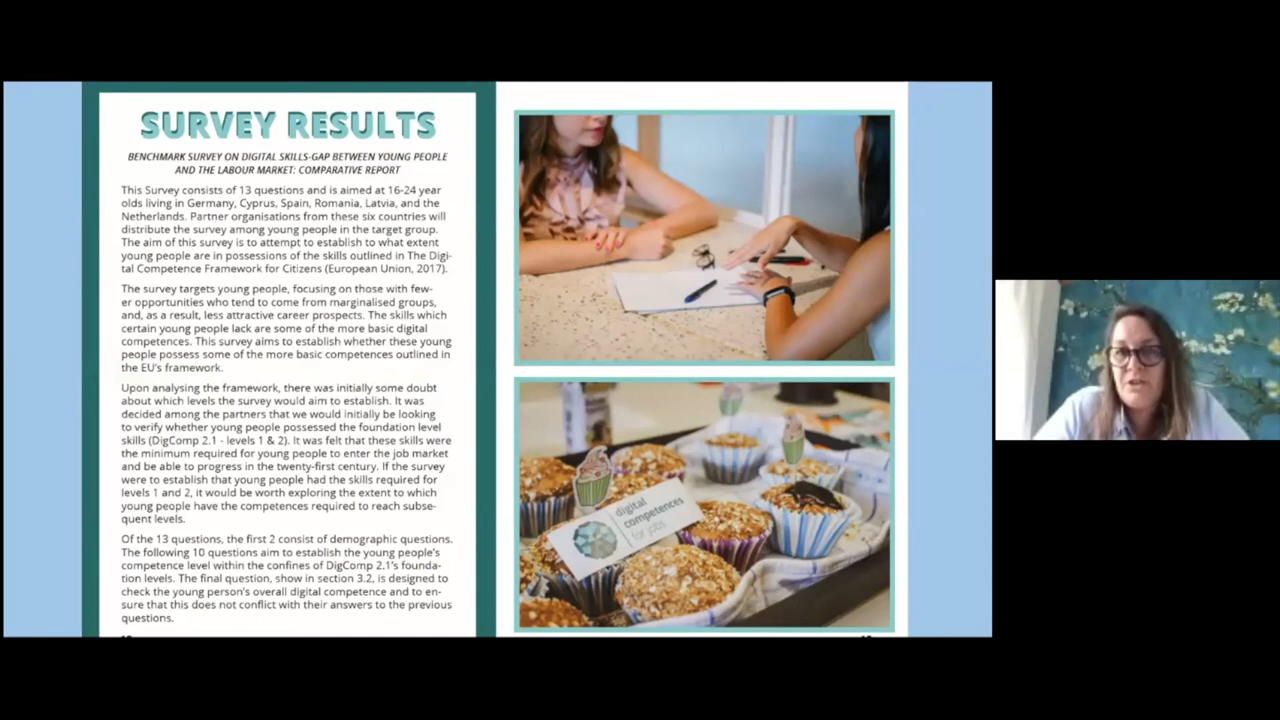 SURVEY RESULTS
BENCHMARK SURVEY ON DIGITAL SKILLS-GAP BETWEEN YOUNG PEOPLE
AND THE LABOUR MARKET: COMPARATIVE REPORT
This Survey consists of 13 questions and is aimed at 16-24 year
olds living in Germany, Cyprus, Spain, Romania, Latvia, and the
Netherlands. Partner organisations from these six countries will
distribute the survey among young people in the target group.
The aim of this survey is to attempt to establish to what extent
young people are in possessions of the skills outlined in The Digi-
tal Competence Framework for Citizens (European Union, 2017).
The survey targets young people, focusing on those with few-
er opportunities who tend to come from marginalised groups,
and, as a result, less attractive career prospects. The skills which
certain young people lack are some of the more basic digital
competences. This survey aims to establish whether these young
people possess some of the more basic competences outlined in
the EU's framework.
Upon analysing the framework, there was initially some doubt
about which levels the survey would aim to establish. It was
decided among the partners that we would initially be looking
to verify whether young people possessed the foundation level
skills (DigComp 2.1 - levels 1 & 2). It was felt that these skills were
the minimum required for young people to enter the job market
and be able to progress in the twenty-first century. If the survey
were to establish that young people had the skills required for
levels 1 and 2, it would be worth exploring the extent to which
young people have the competences required to reach subse-
quent levels.
Of the 13 questions, the first 2 consist of demographic questions.
The following 10 questions aim to establish the young people's
competence level within the confines of DigComp 2.1's founda-
tion levels. The final question, show in section 3.2, is designed to
check the young person's overall digital competence and to en-
sure that this does not conflict with their answers to the previous
questions.
digital
competences
for jobs